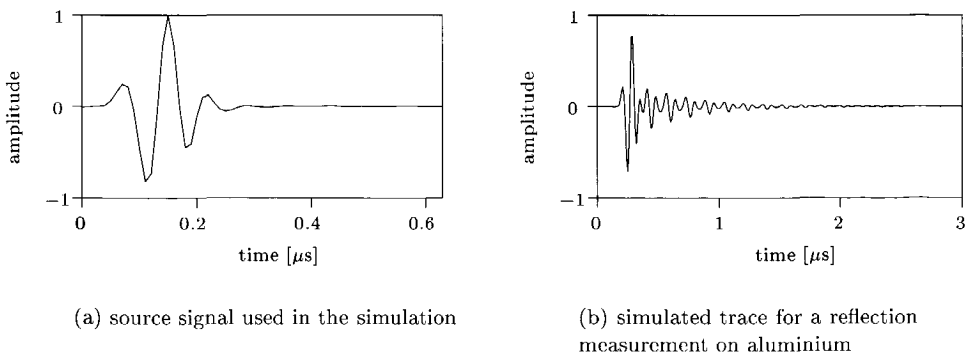 1
0
−1
amplitude
0
0.2
0.4
0.6
time [μs]
(a) source signal used in the simulation
1
0
−1
amplitude
0
1
2
3
time [μs]
(b) simulated trace for a reflection
measurement on aluminium